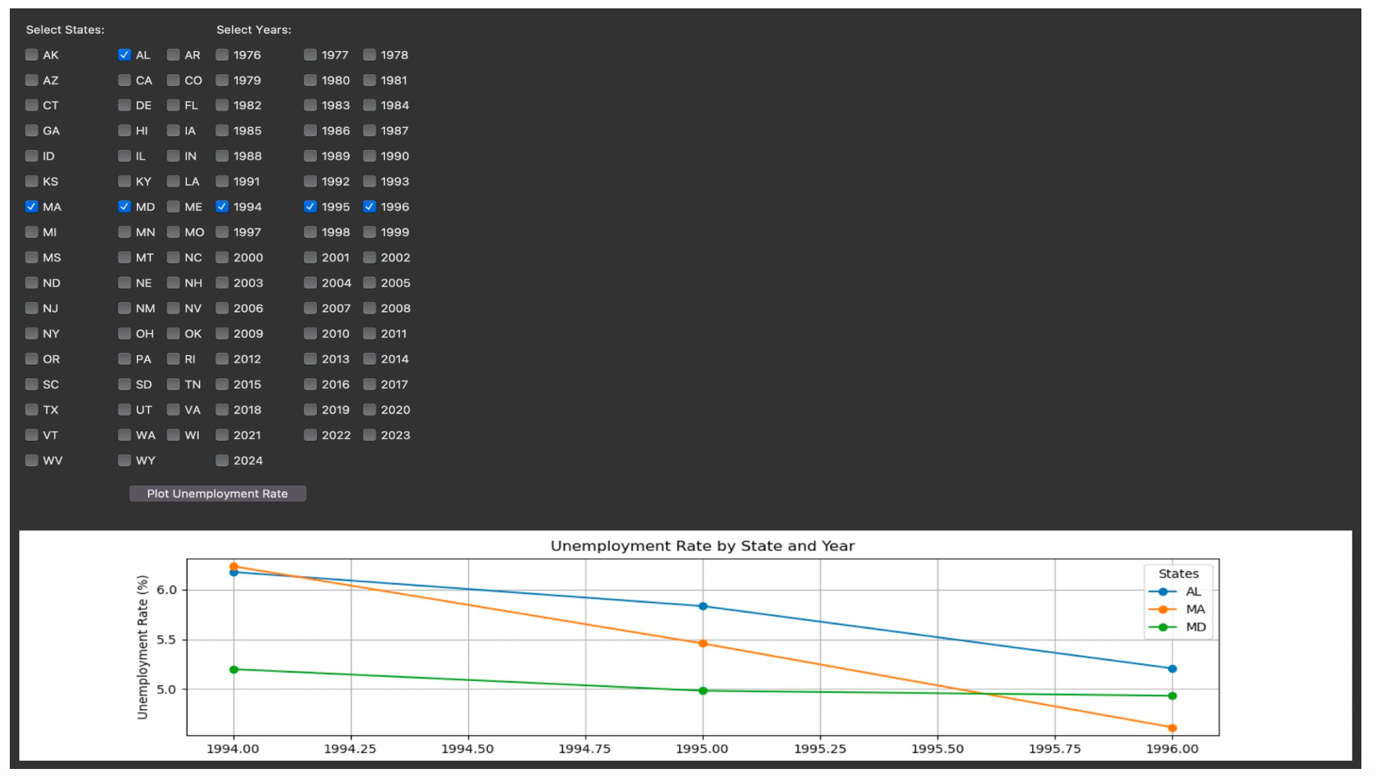 Select States: Select Years:
AK AL AR 1976 1977 1978
AZ CA CO 1979 1980 1981
CT DE FL 1982 1983 1984
GA HI IA 1985 1986 1987
ID IL IN 1988 1989 1990
KS KY LA 1991 1992 1993
MA MD ME 1994 1995 1996
MI MN MO 1997 1998 1999
MS MT NC 2000 2001 2002
ND NE NH 2003 2004 2005
NJ NM NV 2006 2007 2008
NY OH OK 2009 2010 2011
OR PA RI 2012 2013 2014
SC SD TN 2015 2016 2017
TX UT VA 2018 2019 2020
VT WA WI 2021 2022 2023
WV WY 2024
Plot Unemployment Rate
Unemployment Rate by State and Year
Unemployment Rate (%)
6.0
5.5
5.0
States
AL
MA
MD
1994.00 1994.25 1994.50 1994.75 1995.00 1995.25 1995.50 1995.75 1996.00